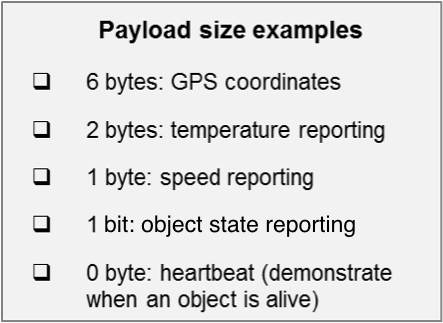 Payload size examples
❑ 6 bytes: GPS coordinates
❑ 2 bytes: temperature reporting
❑ 1 byte: speed reporting
❑ 1 bit: object state reporting
❑ 0 byte: heartbeat (demonstrate
when an object is alive)